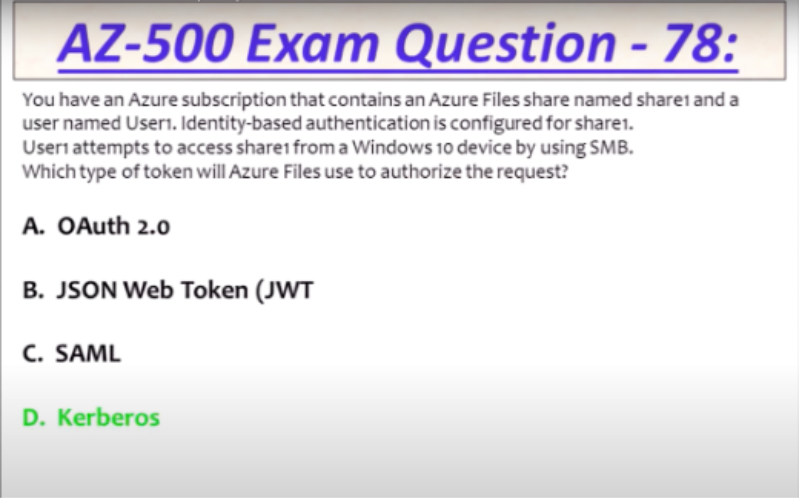 AZ-500 Exam Question - 78:
You have an Azure subscription that contains an Azure Files share named share1 and a
user named User1. Identity-based authentication is configured for share1.
User1 attempts to access share1 from a Windows 10 device by using SMB.
Which type of token will Azure Files use to authorize the request?
A. OAuth 2.0
B. JSON Web Token (JWT
C. SAML
D. Kerberos